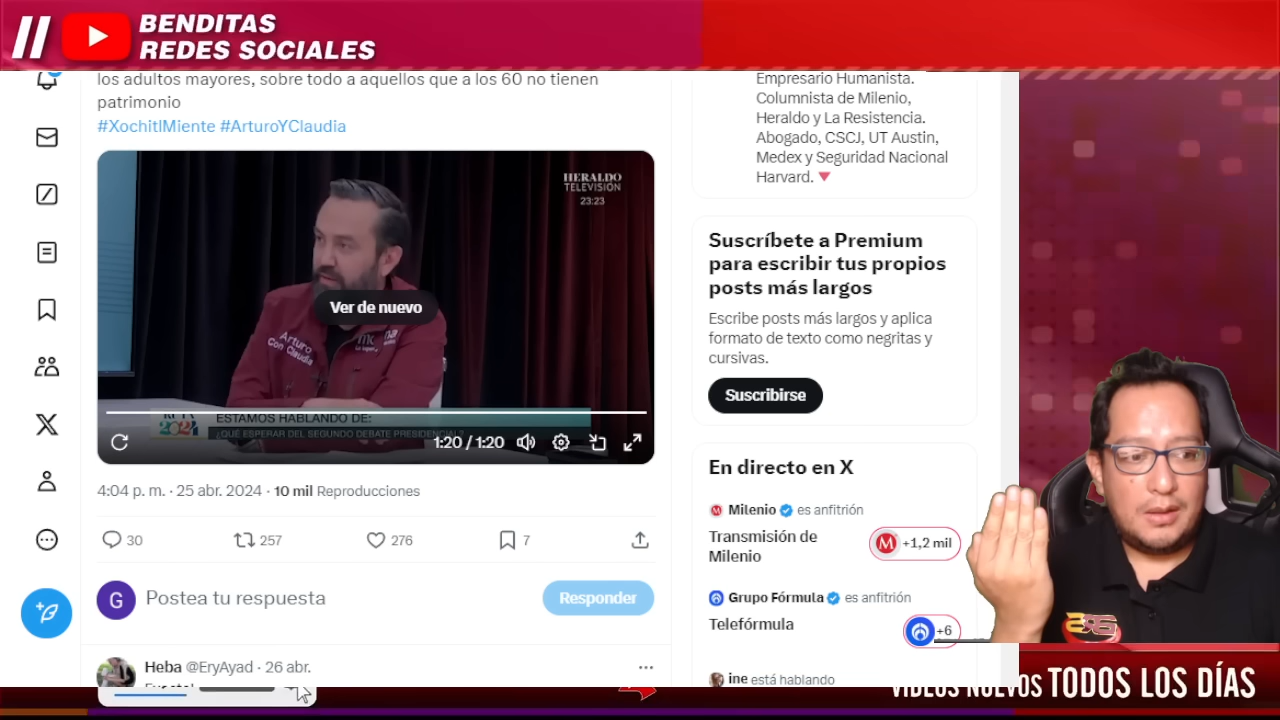 BENDITAS
REDES SOCIALES
los adultos mayores, sobre todo a aquellos que a los 60 no tienen
patrimonio
#XochitlMiente #ArturoYClaudia
HERALDO
TELEVISIÓN
23:23
Ver de nuevo
Arturo
Con Claudia
ESTAMOS HABLANDO DE:
2024
¿QUÉ ESPERAR DEL SEGUNDO DEBATE PRESIDENCIAL?
1:20 / 1:20
4:04 p. m. · 25 abr. 2024 · 10 mil Reproducciones
30
257
276
7
G
Postea tu respuesta
Responder
Heba @EryAyad · 26 abr.
Empresario Humanista.
Columnista de Milenio,
Heraldo y La Resistencia.
Abogado, CSCJ, UT Austin,
Medex y Seguridad Nacional
Harvard.
Suscríbete a Premium
para escribir tus propios
posts más largos
Escribe posts más largos y aplica
formato de texto como negritas y
cursivas.
Suscribirse
En directo en X
Milenio es anfitrión
Transmisión de
Milenio
M
+1,2 mil
Grupo Fórmula es anfitrión
Telefórmula
+6
ine está hablando
VIDEOS NUEVOS TODOS LOS DÍAS